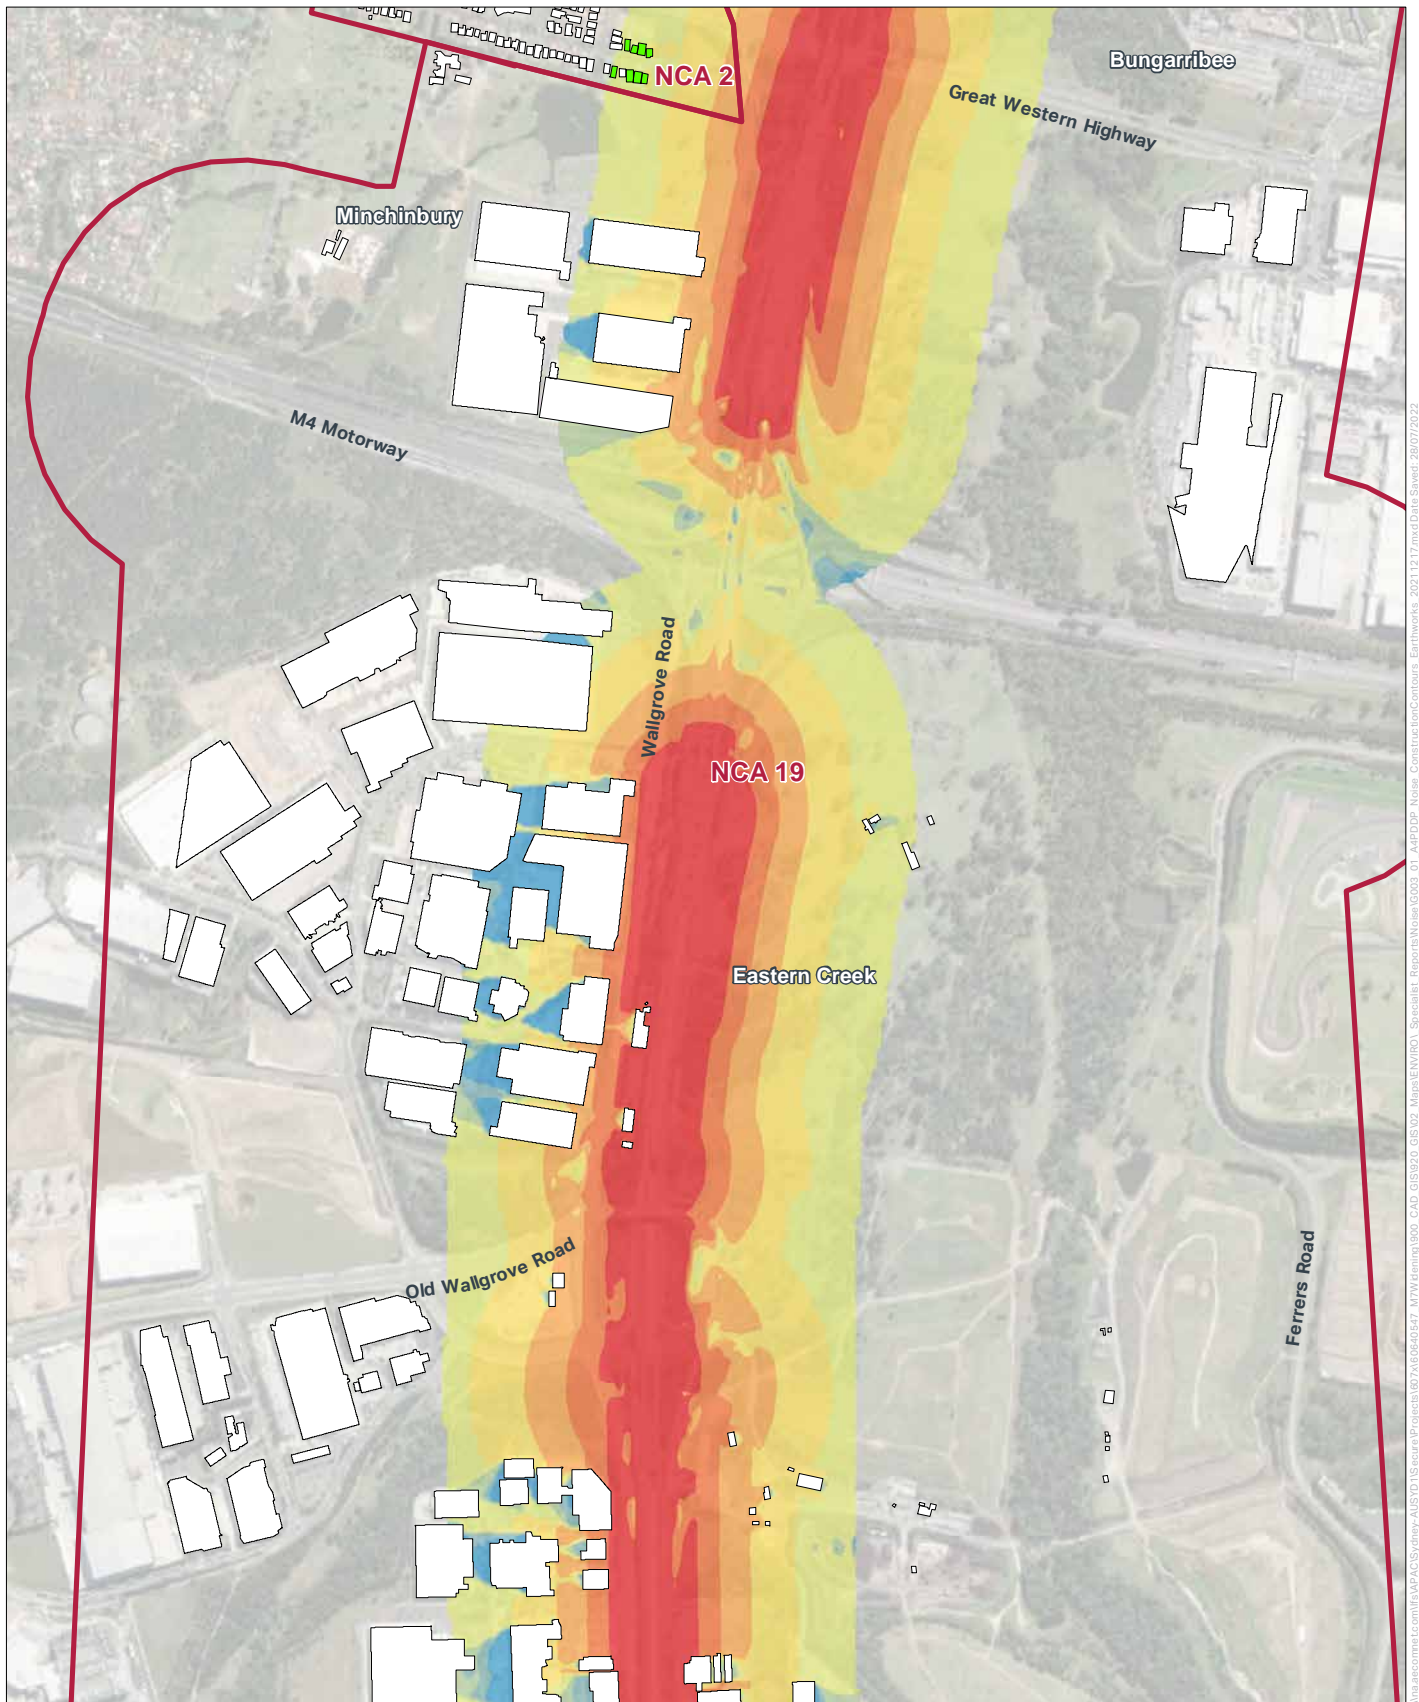 NCA 2
Bungarribee
Great Western Highway
Minchinbury
M4 Motorway
Wallgrove Road
NCA 19
Eastern Creek
Old Wallgrove Road
Ferrers Road